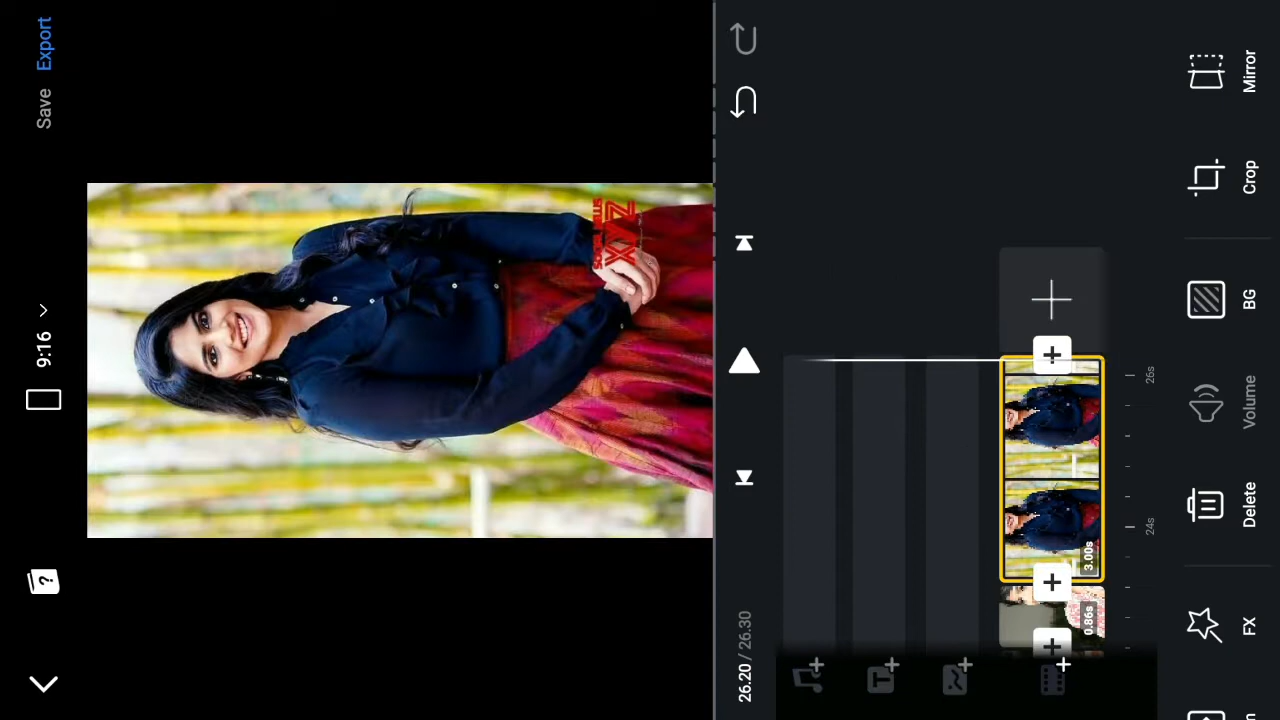 Save Export
9:16
26.20 / 26.30
XYZ
3.00s
0.86s
24s
26s
FX
Delete
Volume
BG
Crop
Mirror